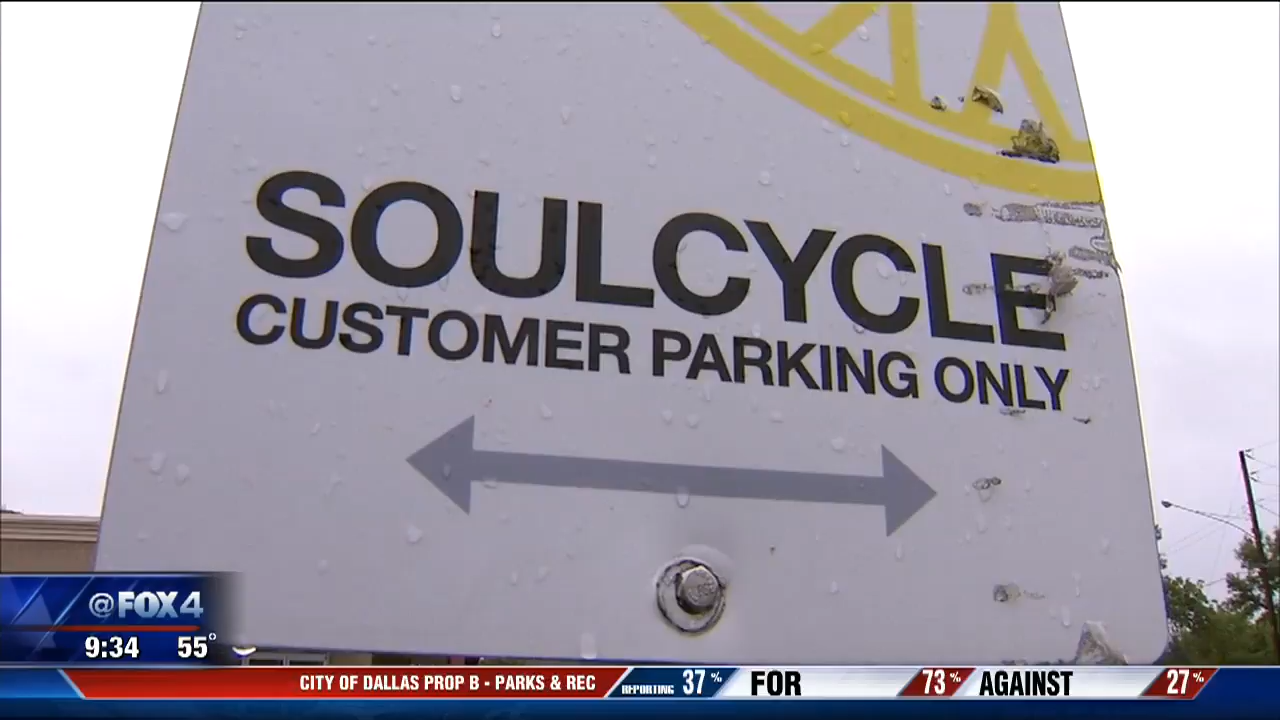 SOULCYCLE
CUSTOMER PARKING ONLY
@FOX4
9:34 55°
CITY OF DALLAS PROP B - PARKS & REC REPORTING 37% FOR 73% AGAINST 27%